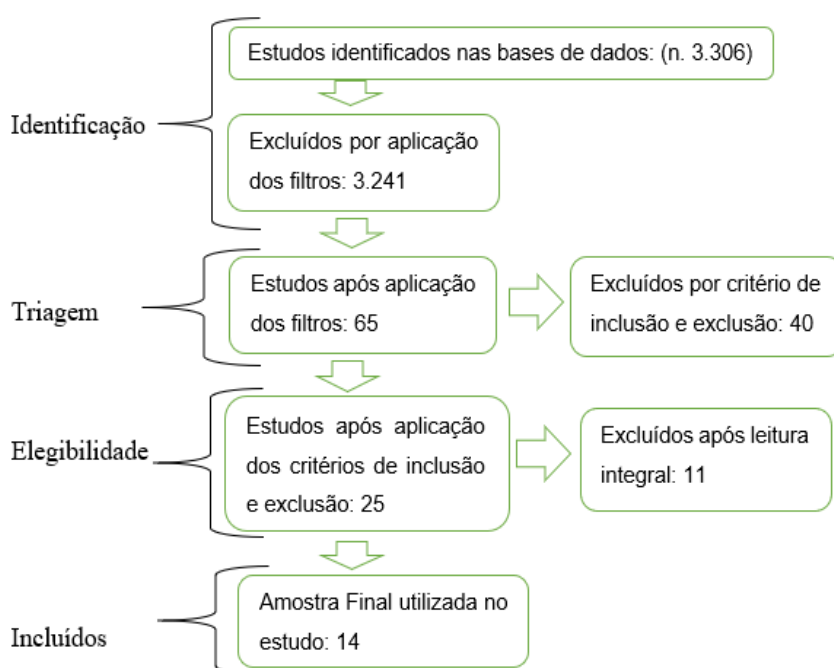 Estudos identificados nas bases de dados: (n. 3.306)
Identificação
Excluídos por aplicação
dos filtros: 3.241
Triagem
Estudos após aplicação
dos filtros: 65
Excluídos por critério de
inclusão e exclusão: 40
Elegibilidade
Estudos após aplicação
dos critérios de inclusão
e exclusão: 25
Excluídos após leitura
integral: 11
Incluídos
Amostra Final utilizada no
estudo: 14